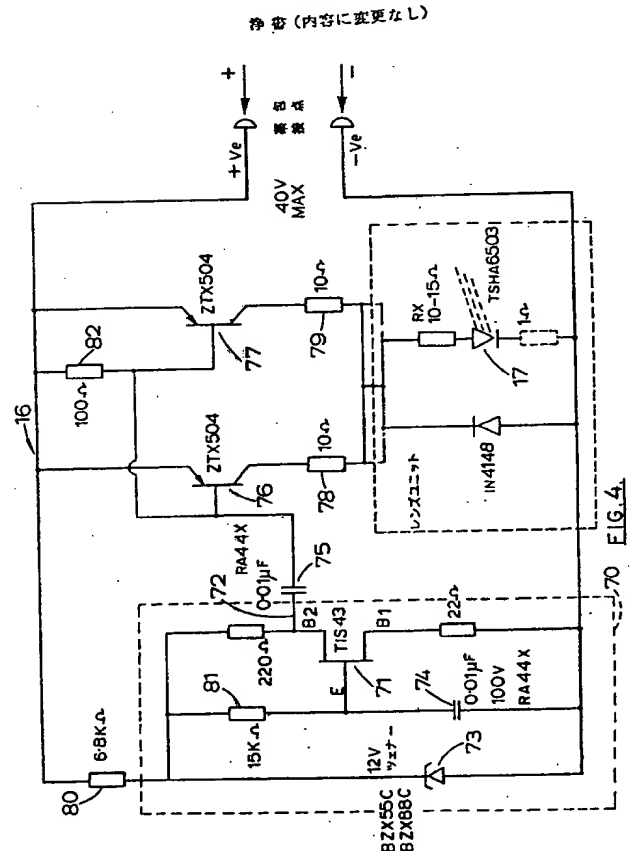 浄書(内容に変更なし)
+
-
+Ve
-Ve
40V
MAX
16
82
100Ω
ZTX504
77
10Ω
79
ZTX504
76
10Ω
78
RX
10-15Ω
TSHA6503
17
1Ω
レンズユニット
IN4148
RA44X
0·01μF
75
72
220Ω
B2
TIS43
B1
71
22Ω
E
81
15KΩ
74
0·01μF
100V
RA44X
12V
ツェナー
73
6·8KΩ
80
BZX55C
BZX88C
70
FIG.4.